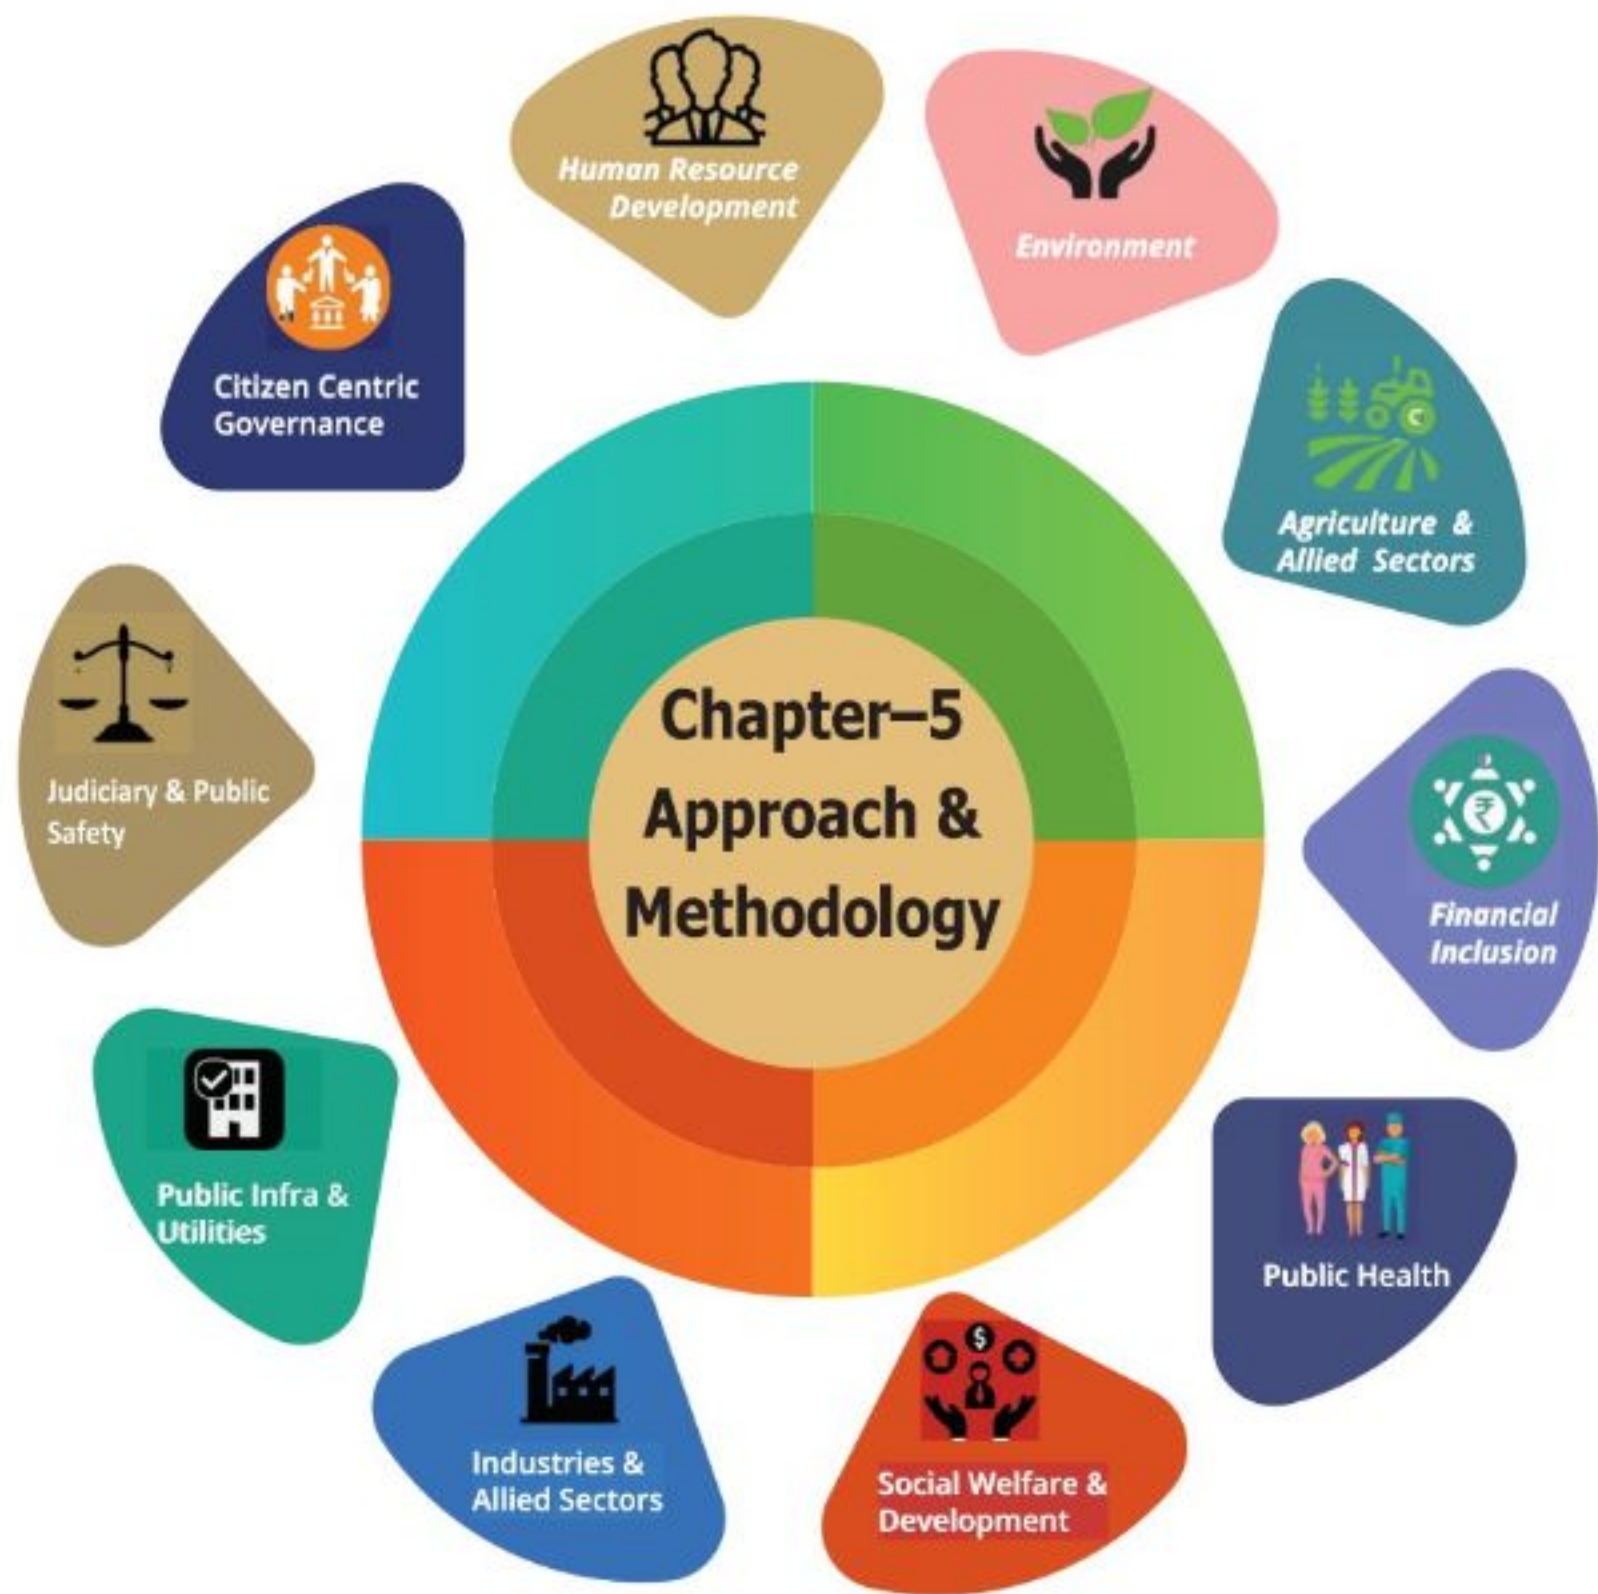 Human Resource
Development
Environment
Citizen Centric
Governance
Agriculture &
Allied Sectors
Chapter–5
Approach &
Methodology
Judiciary & Public
Safety
Financial
Inclusion
Public Infra &
Utilities
Public Health
Industries &
Allied Sectors
$
Social Welfare &
Development
₹